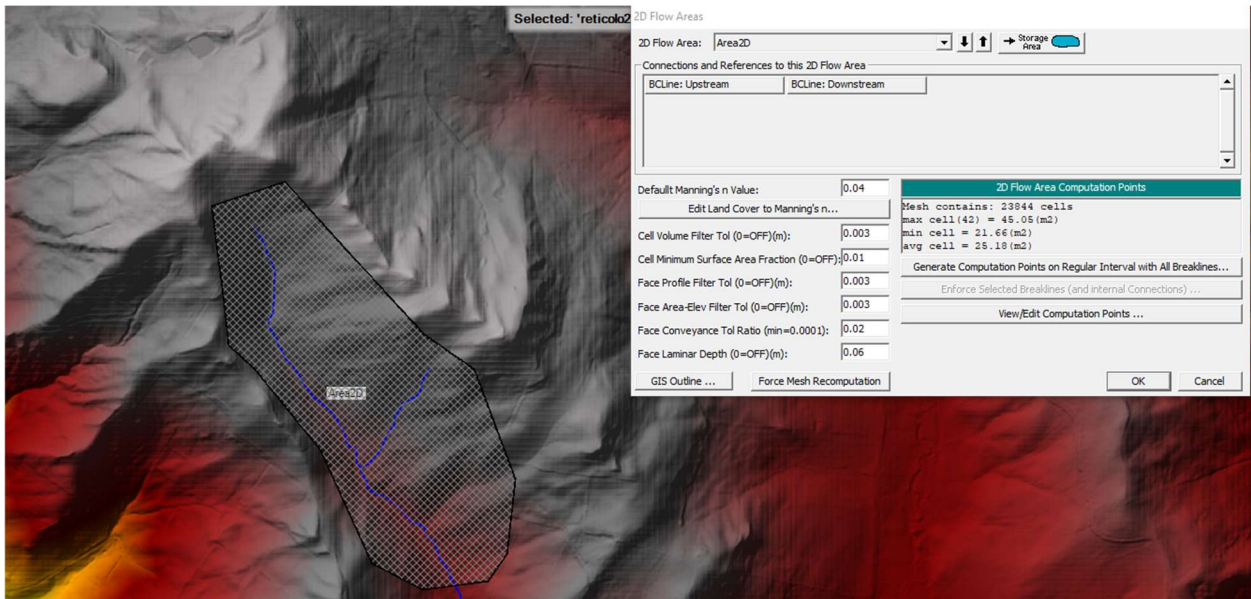 Selected: 'reticolo2
2D Flow Areas
2D Flow Area: Area2D
Storage
Area
Connections and References to this 2D Flow Area
BCLine: Upstream BCLine: Downstream
Default Manning's n Value: 0.04
Edit Land Cover to Manning's n...
Cell Volume Filter Tol (0=OFF)(m): 0.003
Cell Minimum Surface Area Fraction (0=OFF): 0.01
Face Profile Filter Tol (0=OFF)(m): 0.003
Face Area-Elev Filter Tol (0=OFF)(m): 0.003
Face Conveyance Tol Ratio (min=0.0001): 0.02
Face Laminar Depth (0=OFF)(m): 0.06
2D Flow Area Computation Points
Mesh contains: 23844 cells
max cell(42) = 45.05(m2)
min cell = 21.66(m2)
avg cell = 25.18(m2)
Generate Computation Points on Regular Interval with All Breaklines...
Enforce Selected Breaklines (and internal Connections) ...
View/Edit Computation Points ...
GIS Outline ... Force Mesh Recomputation OK Cancel
Area2D